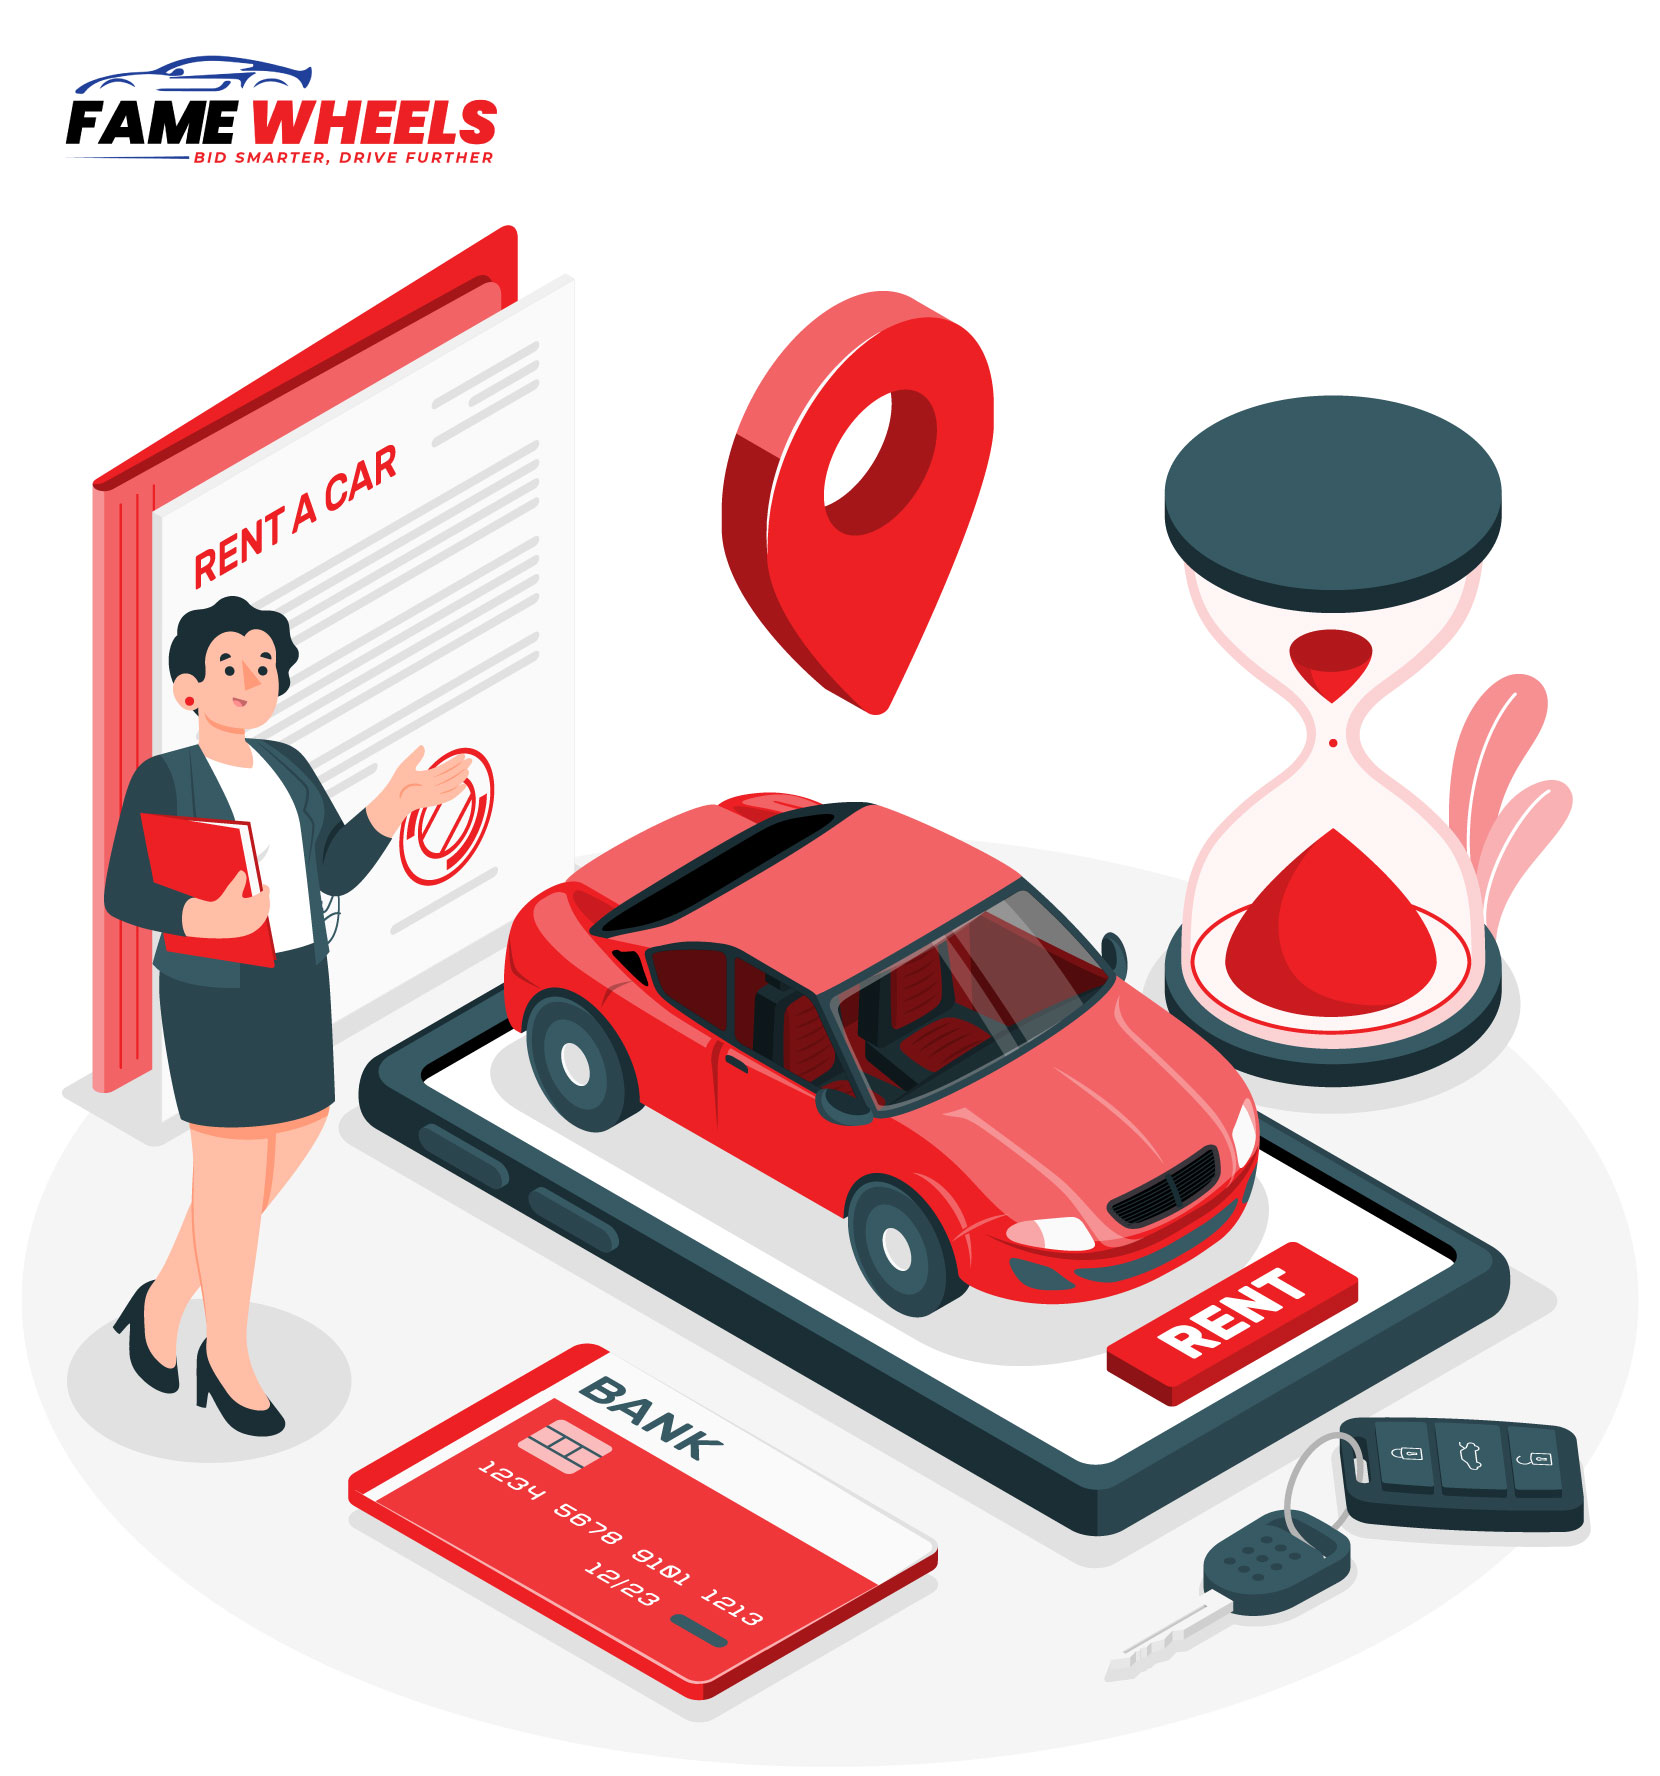 FAME WHEELS
BID SMARTER, DRIVE FURTHER
RENT A CAR
RENT
BANK
1234 5678 9101 1213
12/23